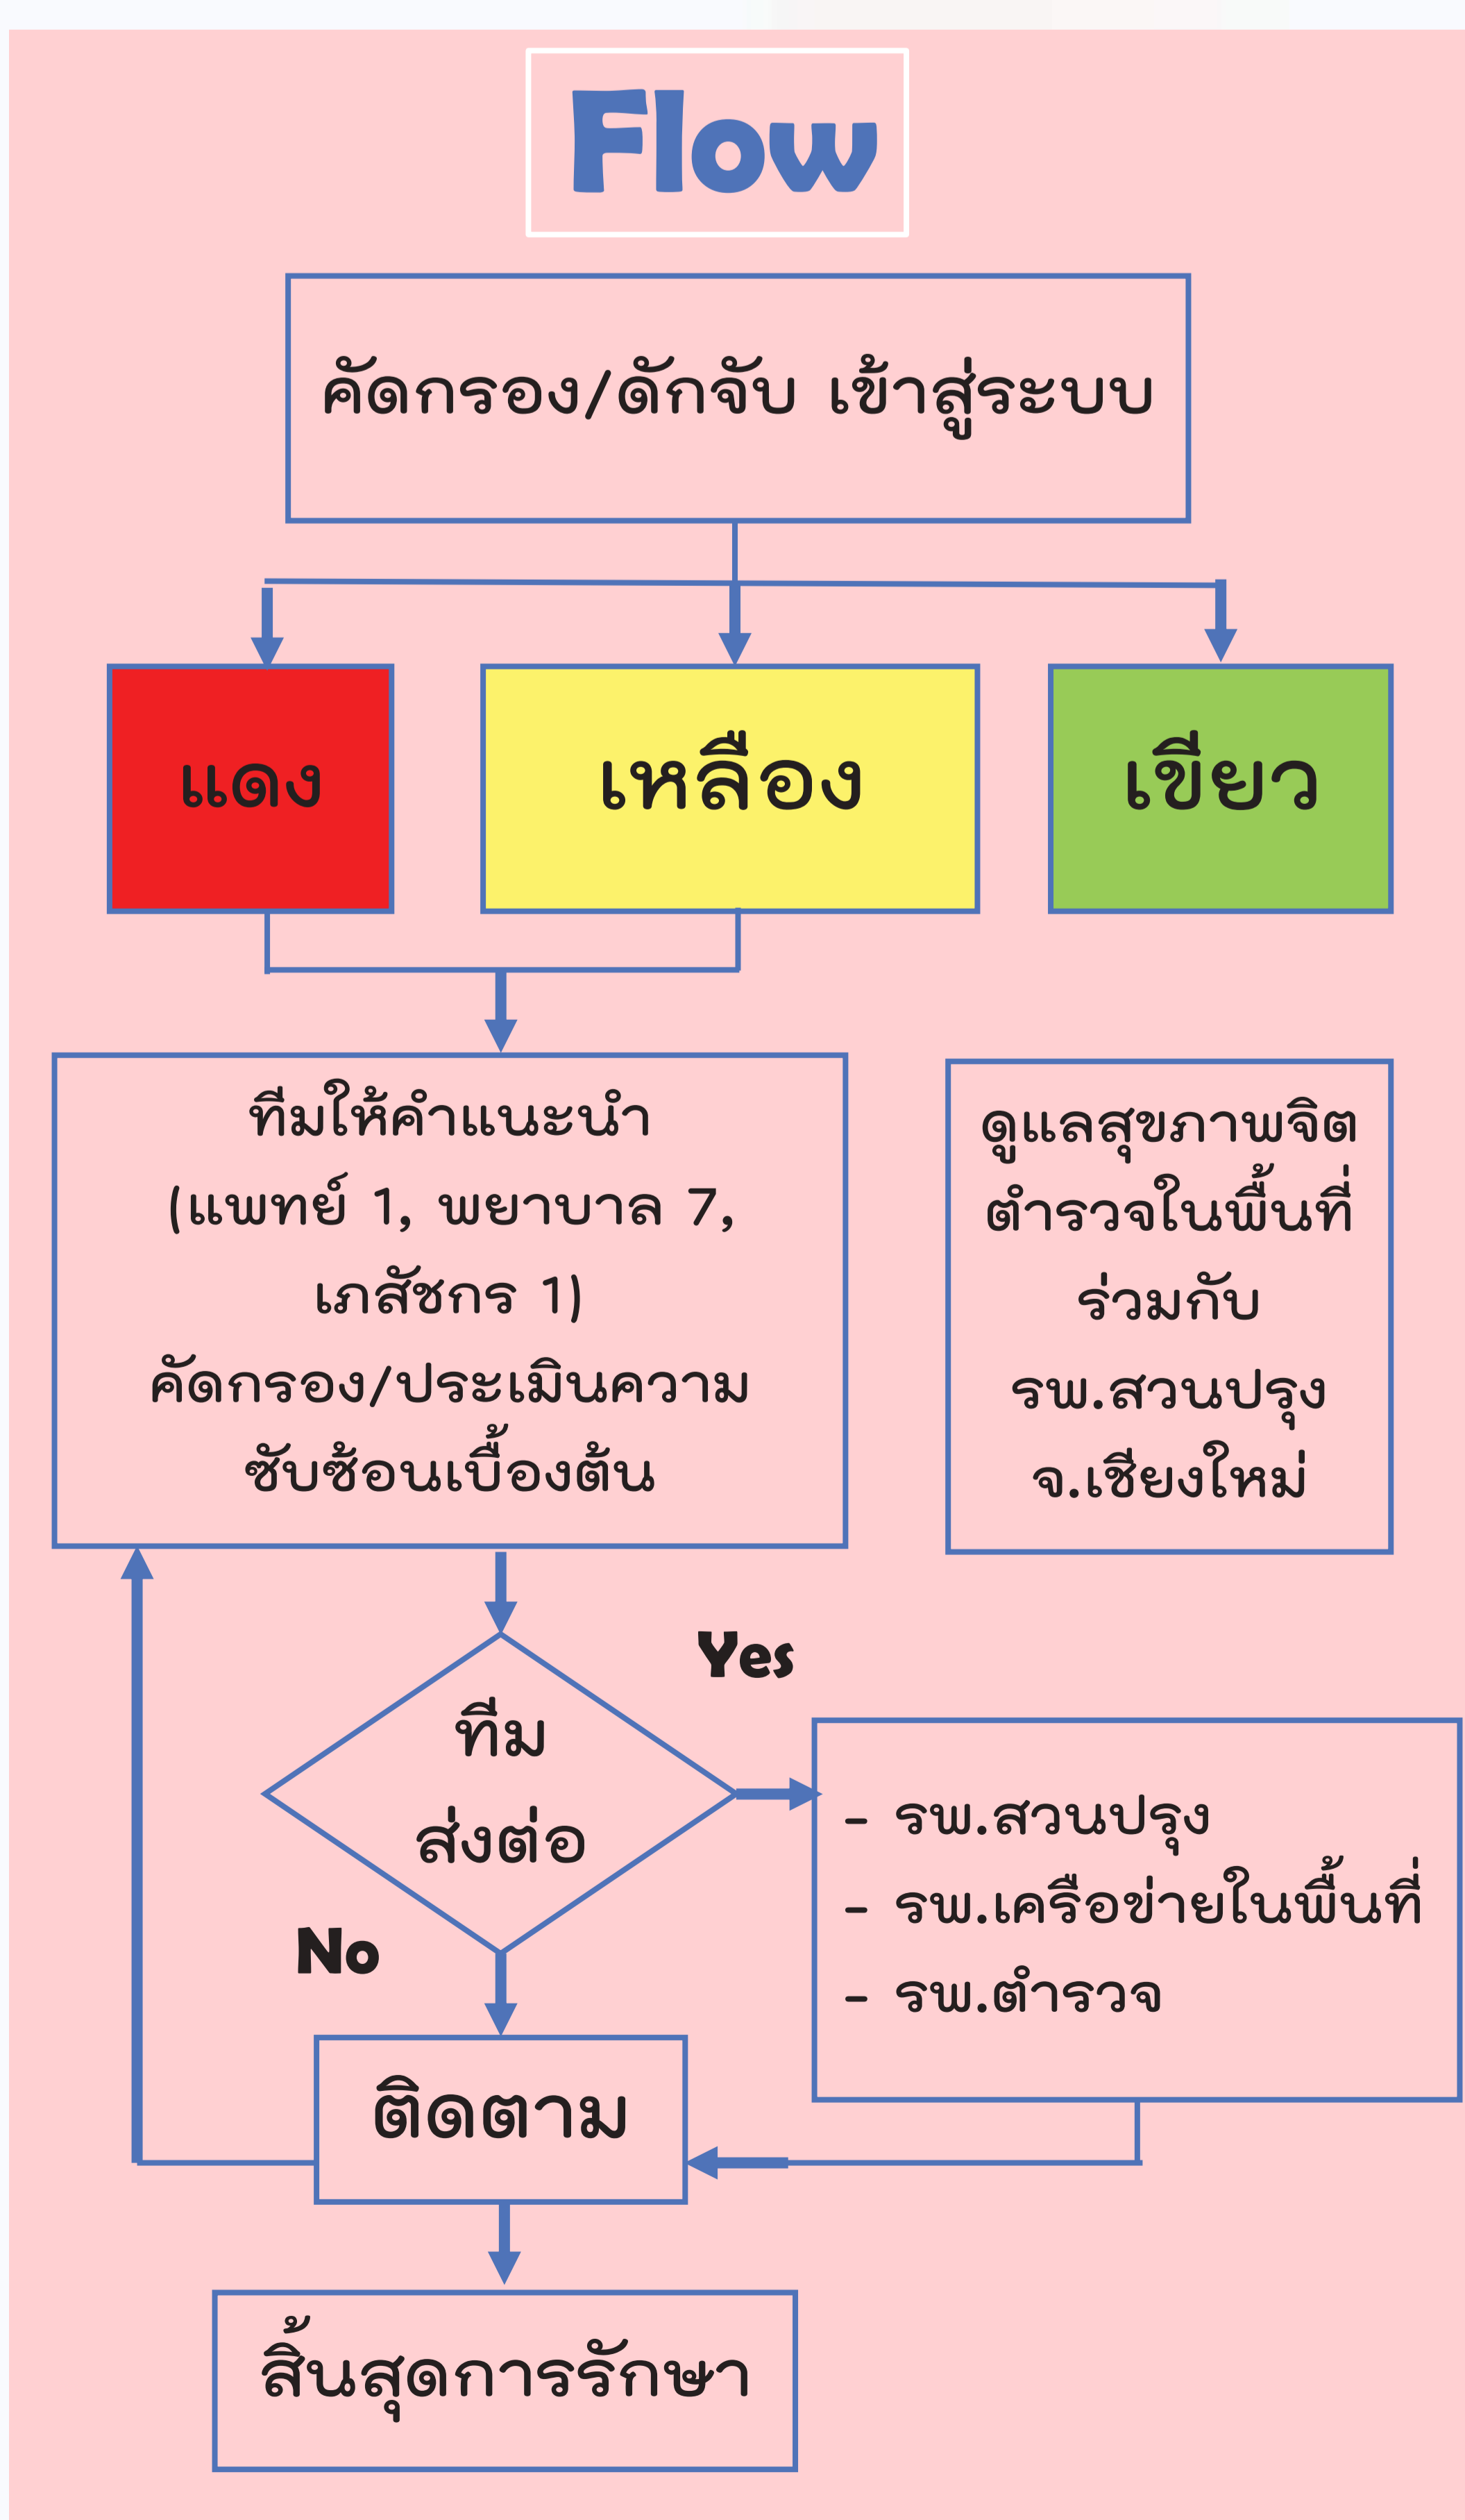 Flow
คัดกรอง/ดักจับ เข้าสู่ระบบ
แดง
เหลือง
เขียว
ทีมให้คำแนะนำ
(แพทย์ 1. พยาบาล 7,
เภสัชกร 1)
คัดกรอง/ประเมินความ
ซับซ้อนเบื้องต้น
ดูแลสุขภาพจิต
ตำรวจในพื้นที่
ร่วมกับ
รพ.สวนปรุง
จ.เชียงใหม่
Yes
ทีม
ส่งต่อ
- รพ.สวนปรุง
- รพ.เครือข่ายในพื้นที่
- รพ.ตำรวจ
No
ติดตาม
สิ้นสุดการรักษา